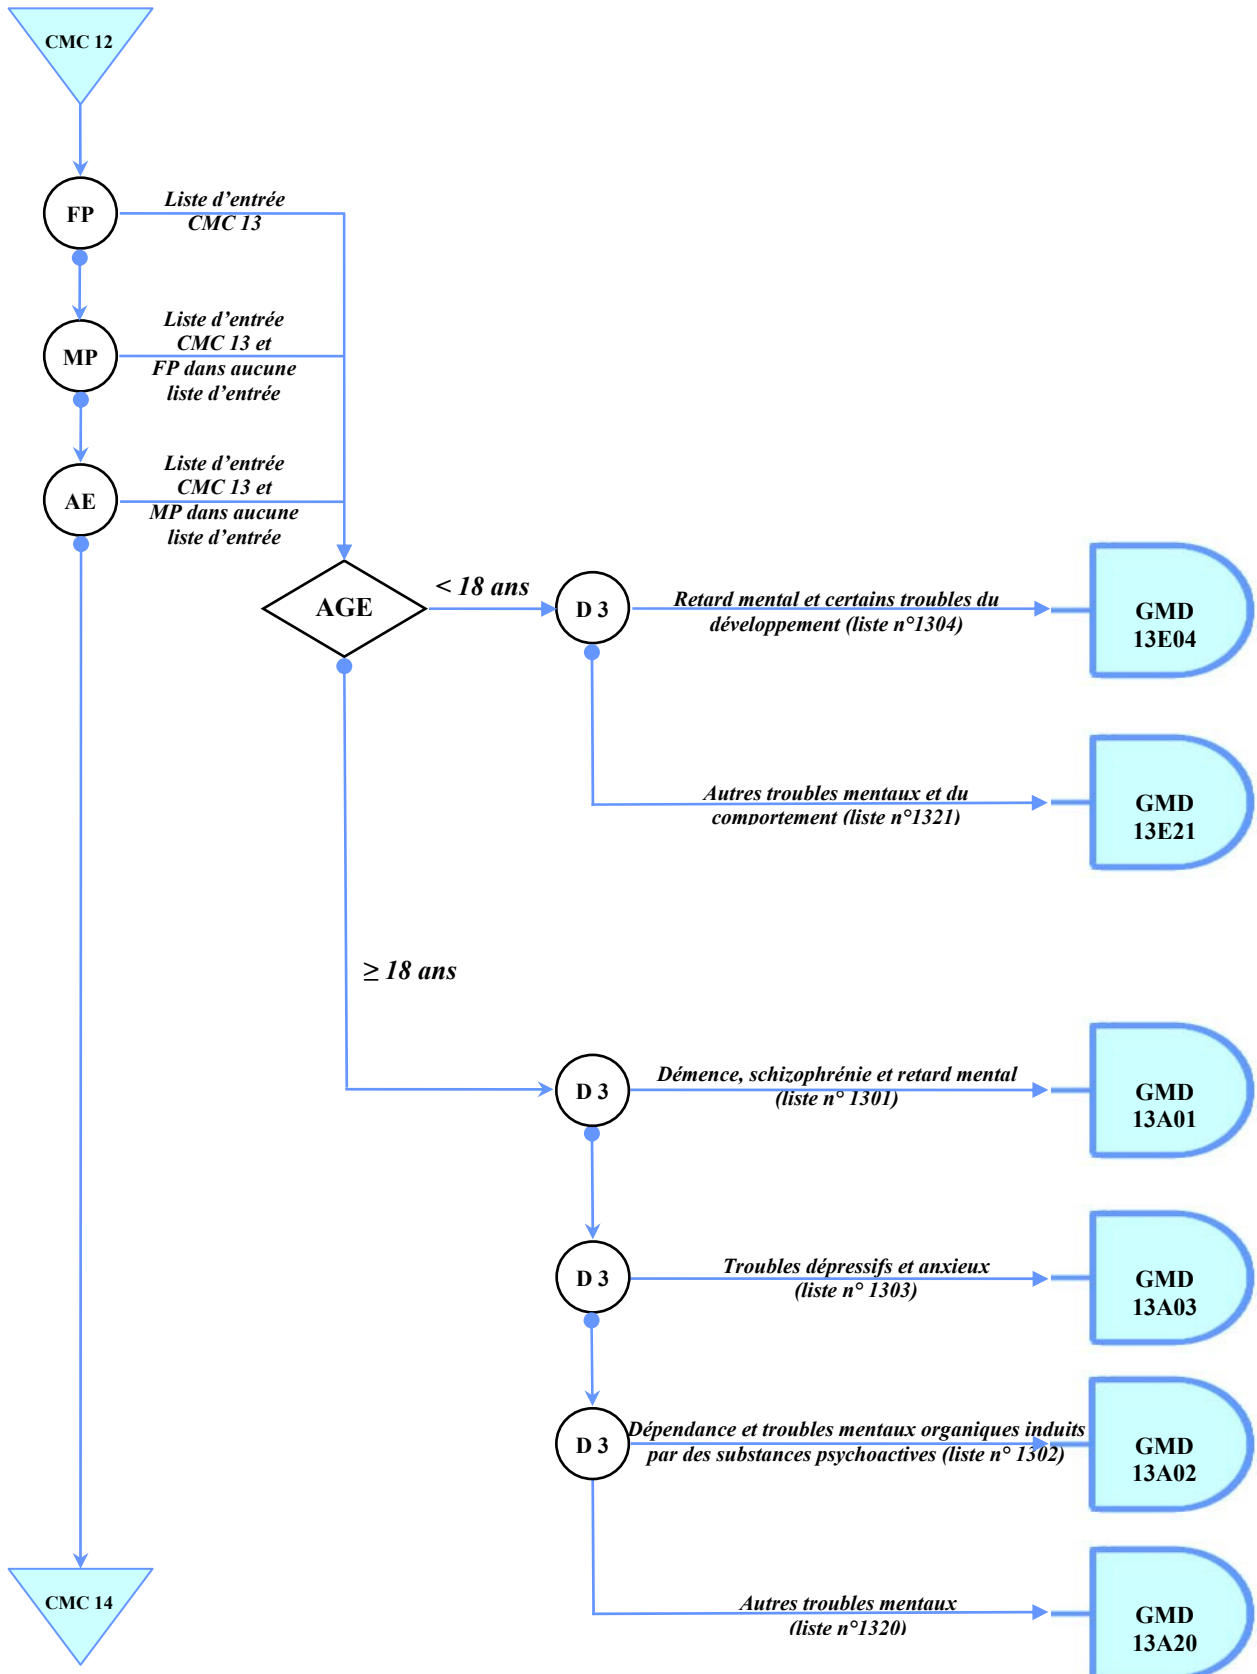 CMC 12
FP
Liste d’entrée
CMC 13
MP
Liste d’entrée
CMC 13 et
FP dans aucune
liste d’entrée
AE
Liste d’entrée
CMC 13 et
MP dans aucune
liste d’entrée
AGE
< 18 ans
D 3
Retard mental et certains troubles du
développement (liste n°1304)
GMD
13E04
Autres troubles mentaux et du
comportement (liste n°1321)
GMD
13E21
≥ 18 ans
D 3
Démence, schizophrénie et retard mental
(liste n° 1301)
GMD
13A01
D 3
Troubles dépressifs et anxieux
(liste n° 1303)
GMD
13A03
D 3
Dépendance et troubles mentaux organiques induits
par des substances psychoactives (liste n° 1302)
GMD
13A02
Autres troubles mentaux
(liste n°1320)
GMD
13A20
CMC 14